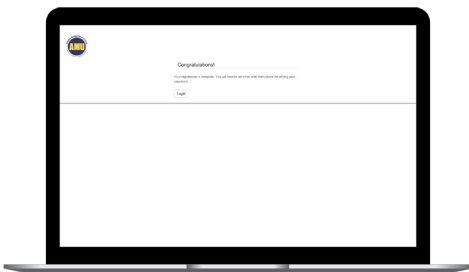 AMU
Congratulations!
Your registration is complete. You will receive an email with instructions for setting your
password.
Login